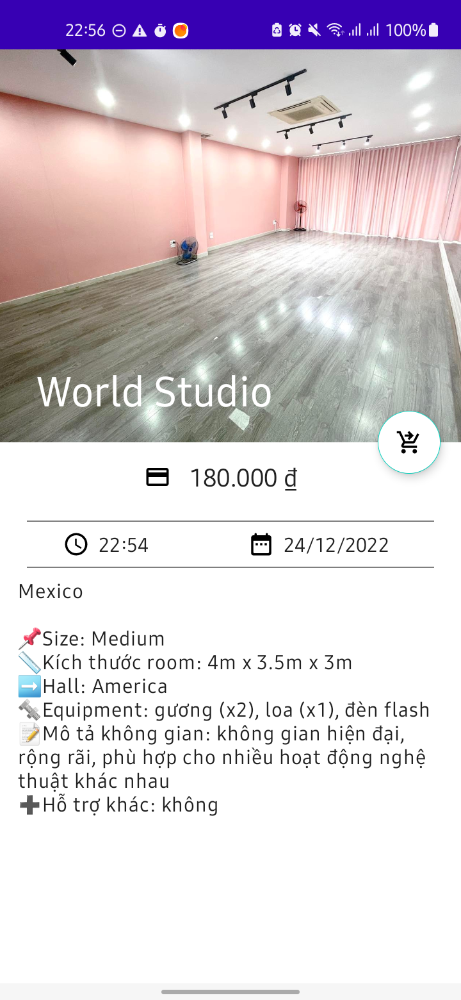 22:56 100%
World Studio
180.000 ₫
22:54 24/12/2022
Mexico
📌Size: Medium
📏Kích thước room: 4m x 3.5m x 3m
➡️Hall: America
🔩Equipment: gương (x2), loa (x1), đèn flash
📝Mô tả không gian: không gian hiện đại,
rộng rãi, phù hợp cho nhiều hoạt động nghệ
thuật khác nhau
➕Hỗ trợ khác: không